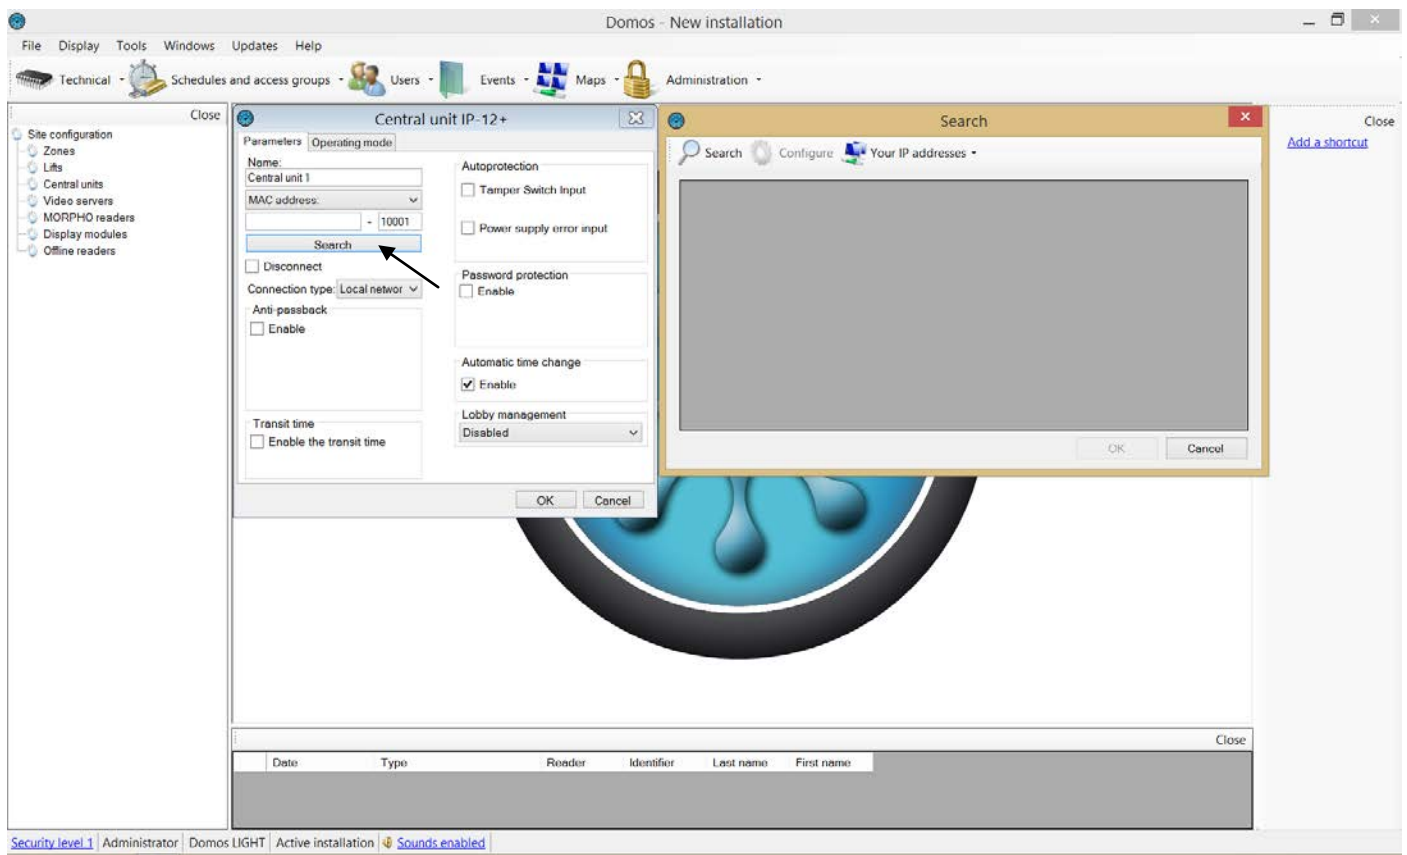 Domos - New installation
File Display Tools Windows Updates Help
Technical Schedules and access groups Users Events Maps Administration
Close
Site configuration
Zones
Lifts
Central units
Video servers
MORPHO readers
Display modules
Offline readers
Central unit IP-12+
Parameters Operating mode
Name:
Central unit 1
MAC address:
- 10001
Search
Disconnect
Connection type: Local networ
Anti-passback
Enable
Transit time
Enable the transit time
Autoprotection
Tamper Switch Input
Power supply error input
Password protection
Enable
Automatic time change
Enable
Lobby management
Disabled
OK Cancel
Search
Search Configure Your IP addresses
OK Cancel
Close
Add a shortcut
Close
Date Type Reader Identifier Last name First name
Security level 1 Administrator Domos LIGHT Active installation Sounds enabled